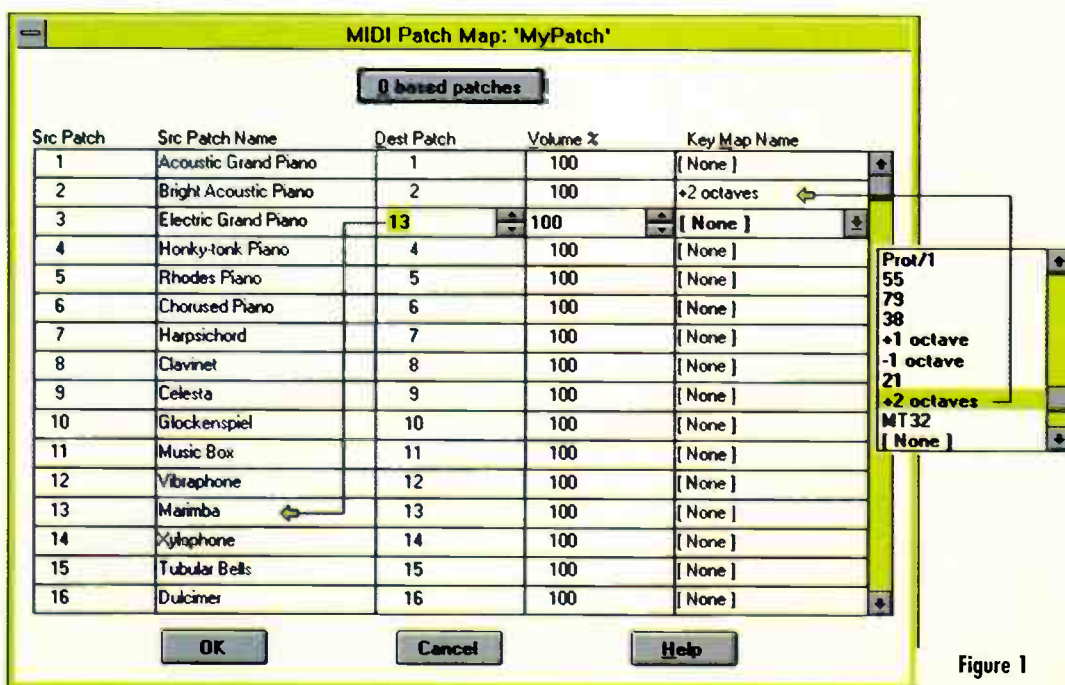 MIDI Patch Map: 'MyPatch'
0 based patches
Src Patch Src Patch Name Dest Patch Volume % Key Map Name
1 Acoustic Grand Piano 1 100 [ None ]
2 Bright Acoustic Piano 2 100 +2 octaves
3 Electric Grand Piano 13 100 [ None ]
4 Honky-tonk Piano 4 100 [ None ]
5 Rhodes Piano 5 100 [ None ]
6 Chorused Piano 6 100 [ None ]
7 Harpsichord 7 100 [ None ]
8 Clavinet 8 100 [ None ]
9 Celesta 9 100 [ None ]
10 Glockenspiel 10 100 [ None ]
11 Music Box 11 100 [ None ]
12 Vibraphone 12 100 [ None ]
13 Marimba 13 100 [ None ]
14 Xylophone 14 100 [ None ]
15 Tubular Bells 15 100 [ None ]
16 Dulcimer 16 100 [ None ]
Prot/1
55
79
38
+1 octave
-1 octave
21
+2 octaves
MT32
[ None ]
OK Cancel Help
Figure 1